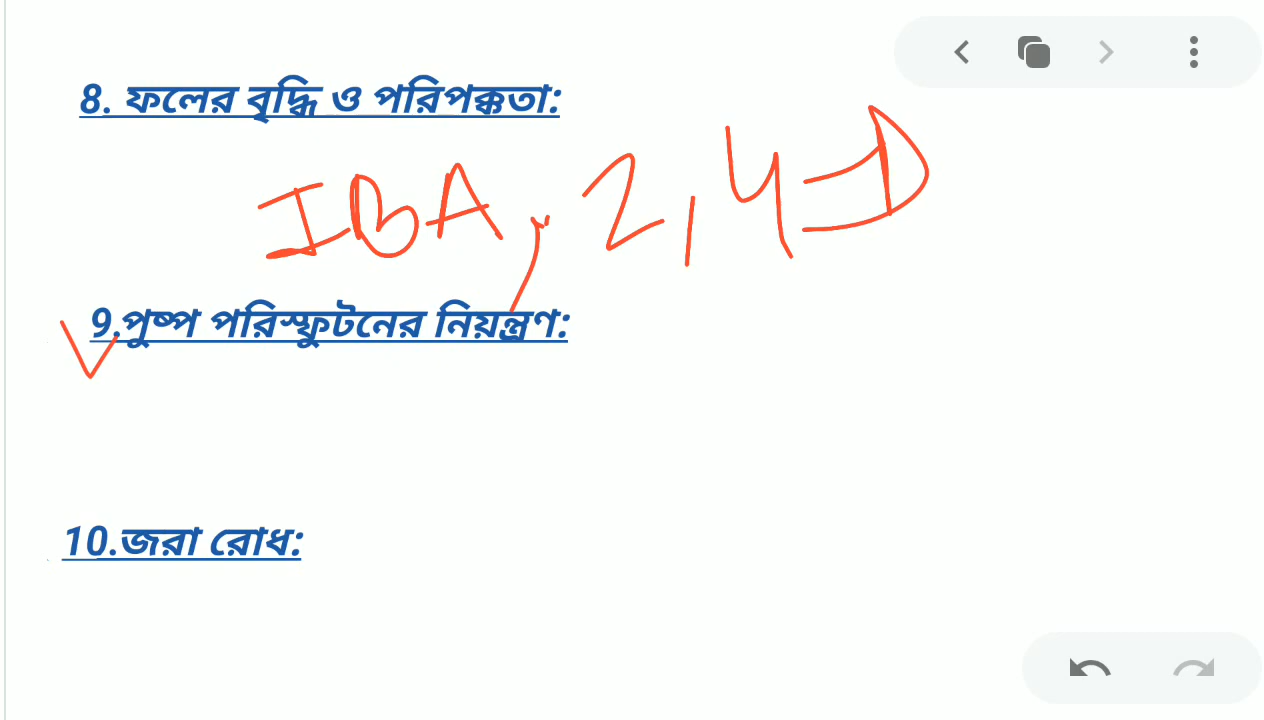 8. ফলের বৃদ্ধি ও পরিপক্কতা:
IBA, 2,4-D
9.পুষ্প পরিস্ফুটনের নিয়ন্ত্রণ:
10.জরা রোধ: